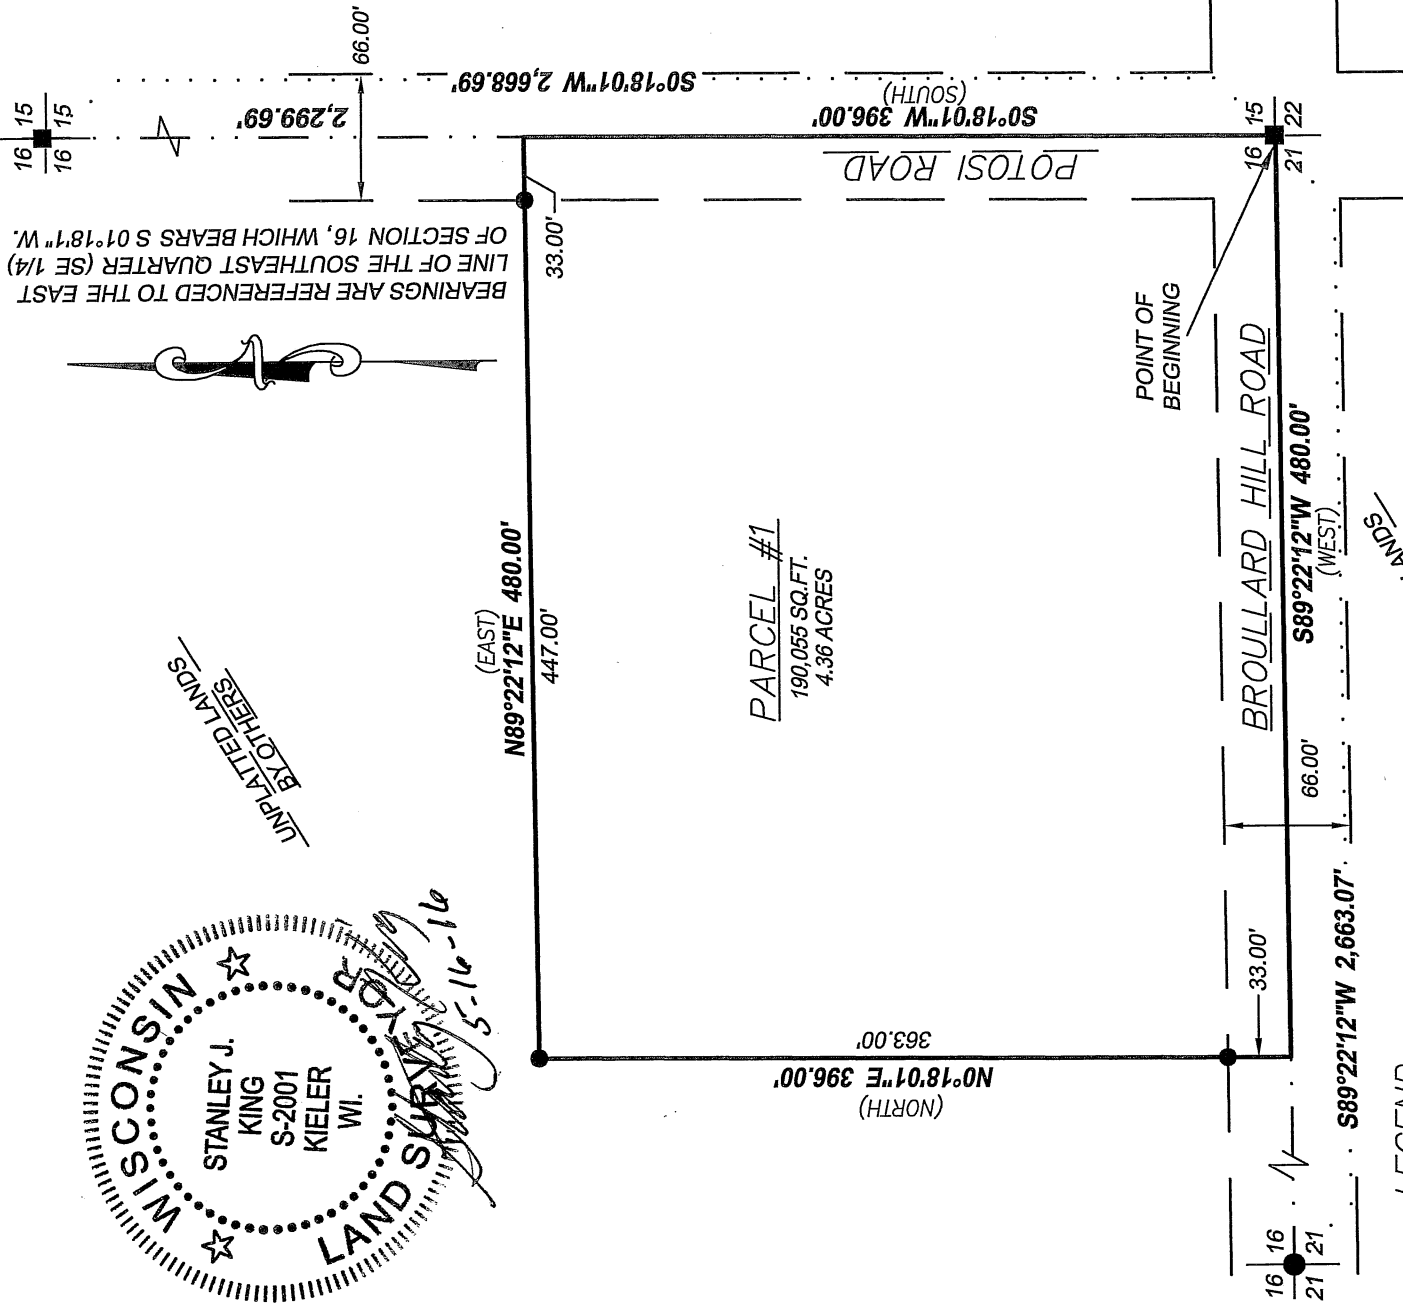 16 15
16 15
66.00'
2,299.69'
S0°18'01"W 2,668.69'
S0°18'01"W 396.00'
(SOUTH)
POTOSI ROAD
16 15
21 22
BEARINGS ARE REFERENCED TO THE EAST
LINE OF THE SOUTHEAST QUARTER (SE 1/4)
OF SECTION 16, WHICH BEARS S 01°18'1" W.
33.00'
POINT OF
BEGINNING
(EAST)
N89°22'12"E 480.00'
447.00'
UNPLATTED LANDS
BY OTHERS
PARCEL #1
190,055 SQ.FT.
4.36 ACRES
BROULLARD HILL ROAD
S89°22'12"W 480.00'
(WEST)
LANDS
66.00'
33.00'
S89°22'12"W 2,663.07'
363.00'
N0°18'01"E 396.00'
(NORTH)
WISCONSIN
STANLEY J.
KING
S-2001
KIELER
WI.
LAND SURVEYOR
5-16-16
16 16
21 21
LEGEND